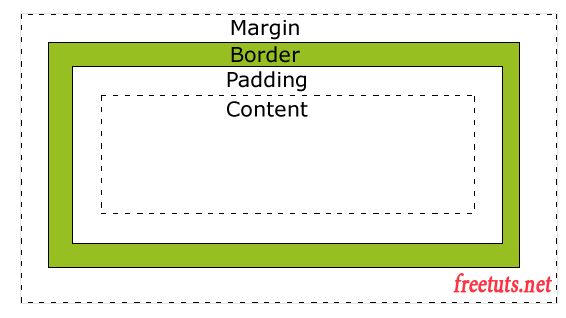 Margin
Border
Padding
Content
freetuts.net